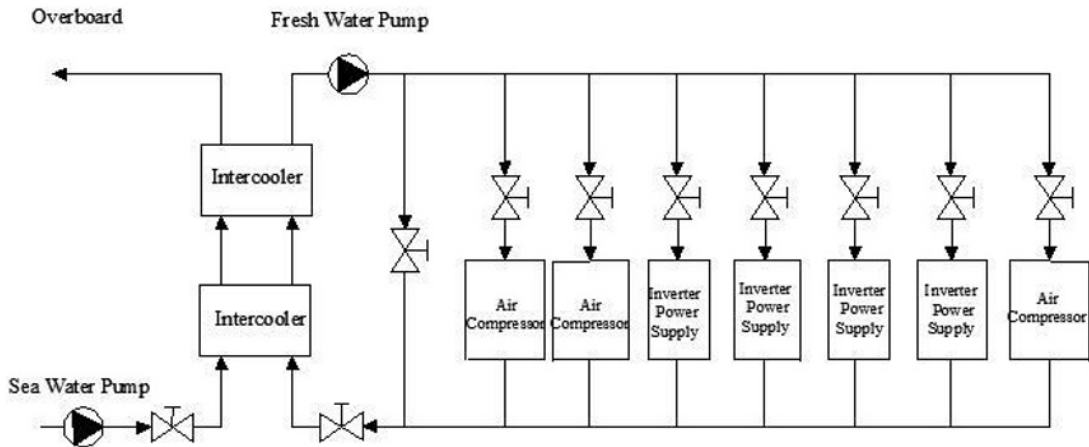 Overboard
Fresh Water Pump
Intercooler
Intercooler
Sea Water Pump
Air
Compressor
Air
Compressor
Inverter
Power
Supply
Inverter
Power
Supply
Inverter
Power
Supply
Inverter
Power
Supply
Air
Compressor